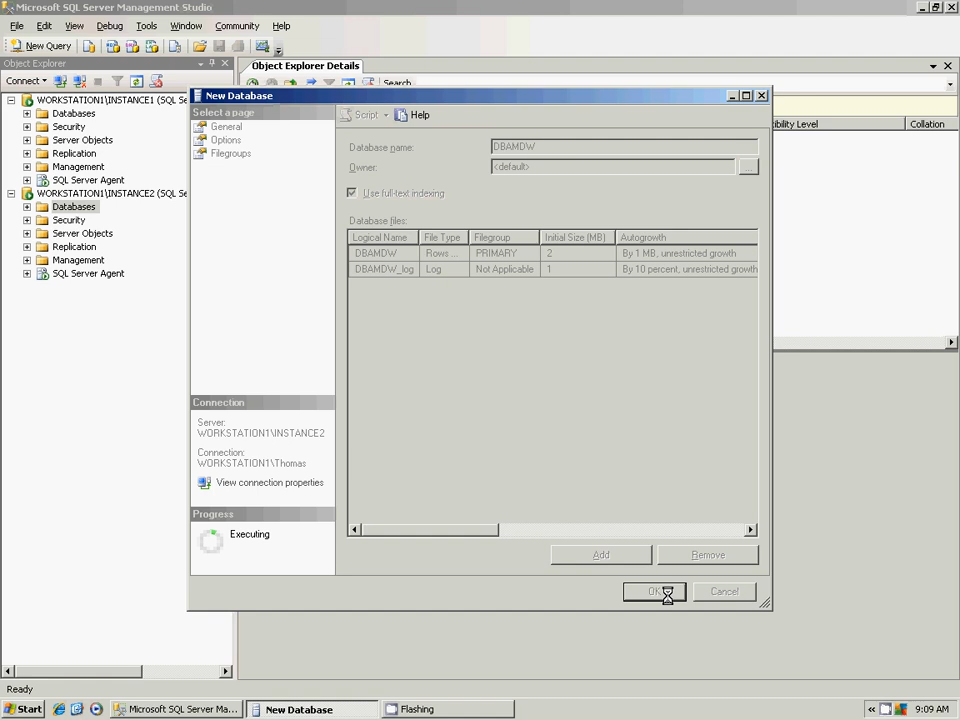 Microsoft SQL Server Management Studio
File Edit View Debug Tools Window Community Help
New Query
Object Explorer
Object Explorer Details
Connect
Search
WORKSTATION1\INSTANCE1 (SQL Se
Databases
Security
Server Objects
Replication
Management
SQL Server Agent
WORKSTATION1\INSTANCE2 (SQL Se
Databases
Security
Server Objects
Replication
Management
SQL Server Agent
ibility Level
Collation
New Database
Select a page
General
Options
Filegroups
Script
Help
Database name: DBAMDW
Owner: <default> ...
Use full-text indexing
Database files:
Logical Name File Type Filegroup Initial Size (MB) Autogrowth
DBAMDW Rows ... PRIMARY 2 By 1 MB, unrestricted growth
DBAMDW_log Log Not Applicable 1 By 10 percent, unrestricted growth
Connection
Server:
WORKSTATION1\INSTANCE2
Connection:
WORKSTATION1\Thomas
View connection properties
Progress
Executing
Add Remove
OK Cancel
Ready
Start Microsoft SQL Server Ma... New Database Flashing « 9:09 AM